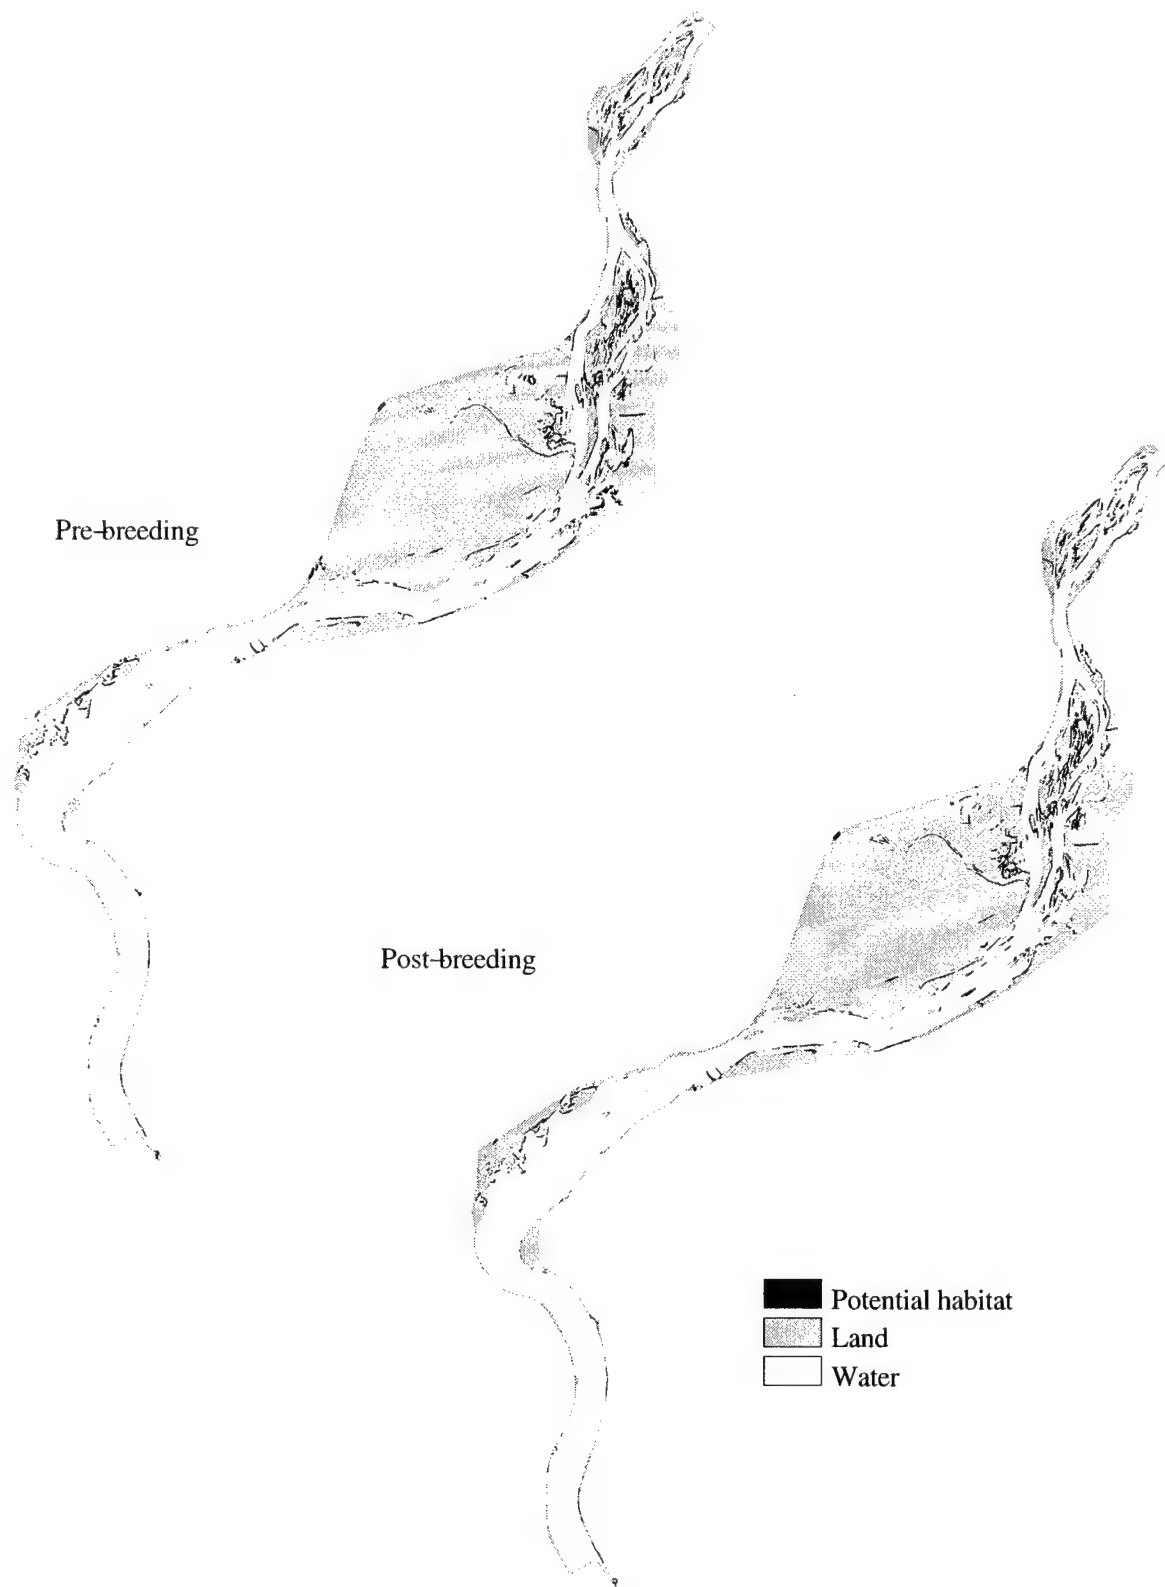 Pre-breeding
Post-breeding
Potential habitat
Land
Water